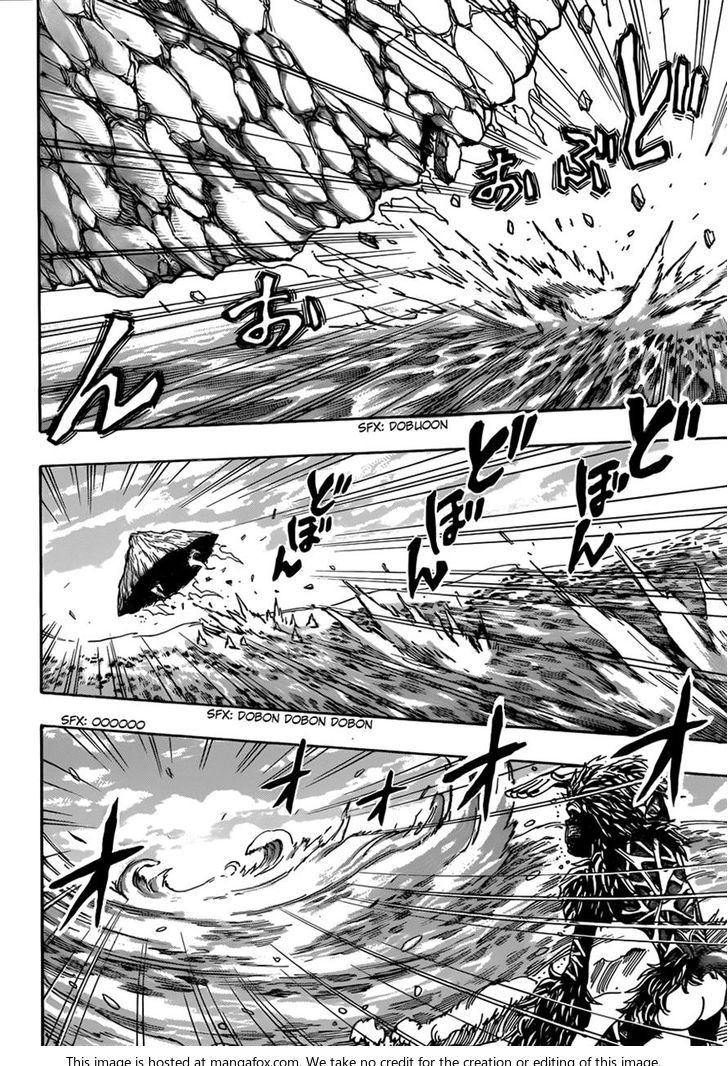 どぶおおん
SFX: DOBUOON
どぼん
どぼん
どぼん
SFX: DOBON DOBON DOBON
SFX: OOOOOO
オオオオオオ
This image is hosted at mangafox.com. We take no credit for the creation or editing of this image.